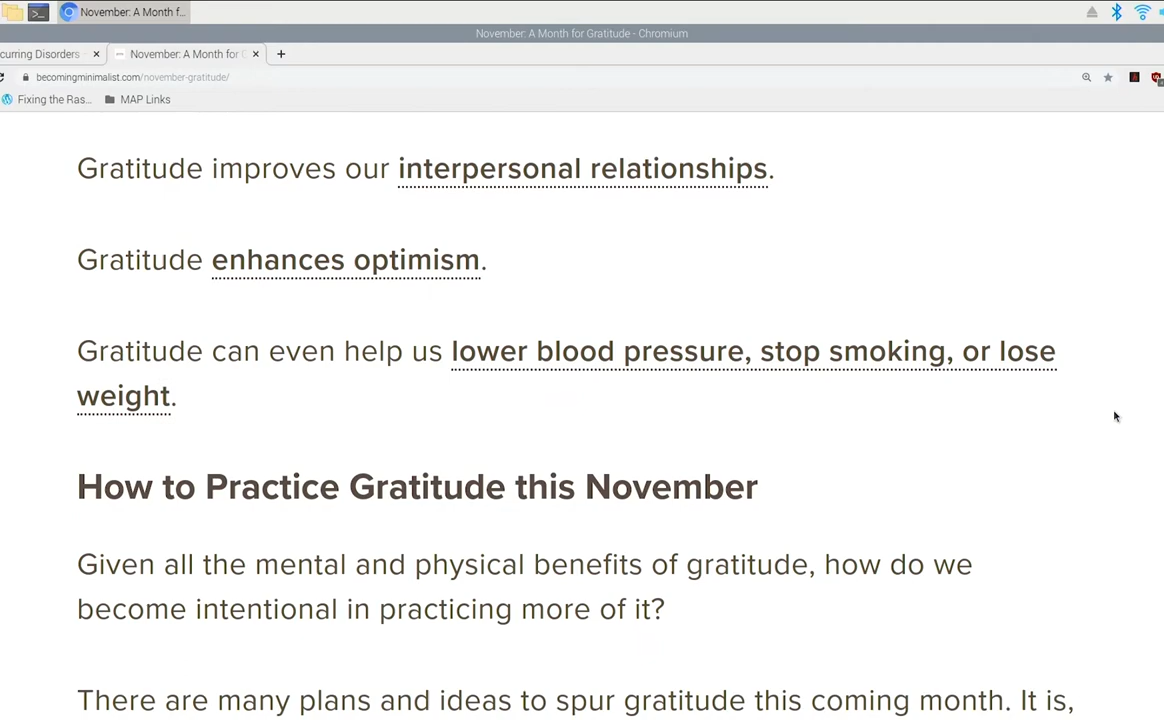 November: A Month f...
November: A Month for Gratitude - Chromium
curring Disorders
November: A Month for
becomingminimalist.com/november-gratitude/
Fixing the Ras...
MAP Links
Gratitude improves our interpersonal relationships.
Gratitude enhances optimism.
Gratitude can even help us lower blood pressure, stop smoking, or lose
weight.
How to Practice Gratitude this November
Given all the mental and physical benefits of gratitude, how do we
become intentional in practicing more of it?
There are many plans and ideas to spur gratitude this coming month. It is,